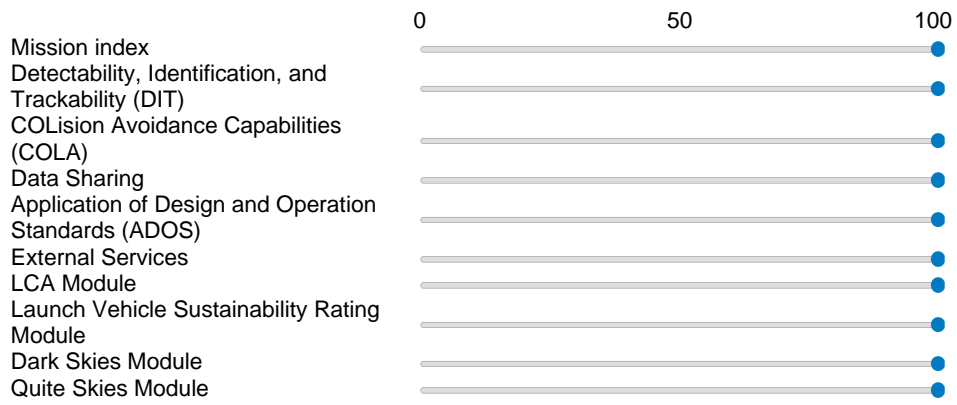 0 50 100
Mission index
Detectability, Identification, and
Trackability (DIT)
COLision Avoidance Capabilities
(COLA)
Data Sharing
Application of Design and Operation
Standards (ADOS)
External Services
LCA Module
Launch Vehicle Sustainability Rating
Module
Dark Skies Module
Quite Skies Module